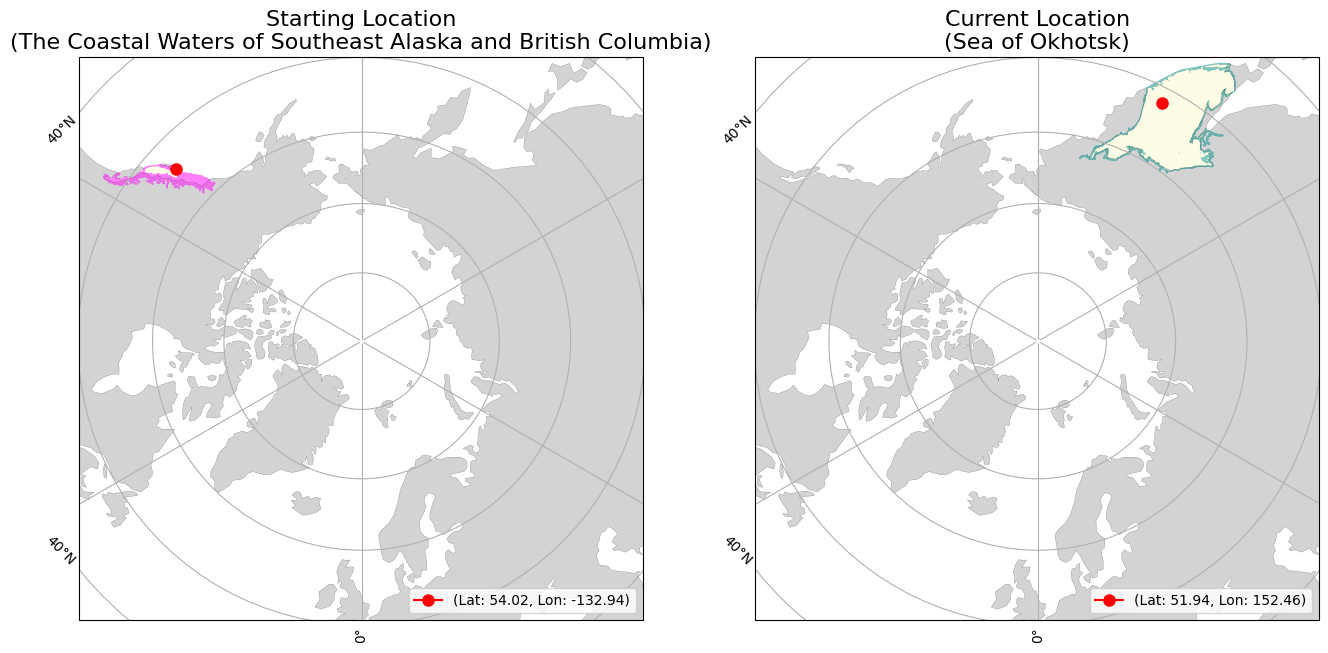 Starting Location
(The Coastal Waters of Southeast Alaska and British Columbia)
40°N
40°N
0°
(Lat: 54.02, Lon: -132.94)
Current Location
(Sea of Okhotsk)
40°N
40°N
0°
(Lat: 51.94, Lon: 152.46)